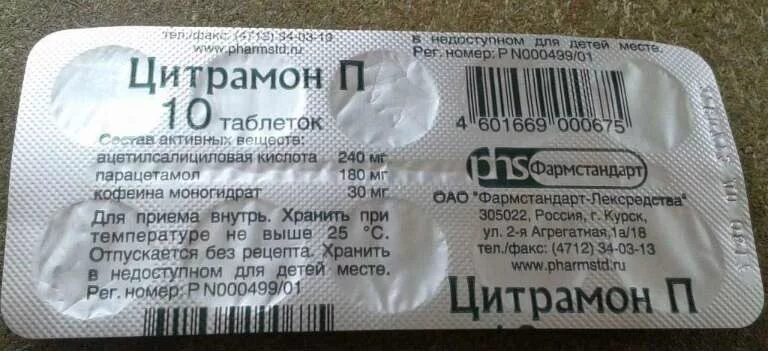 тел./факс: (4712) 34-03-13
www.pharmstd.ru
Цитрамон П
10 таблеток
Состав активных веществ:
ацетилсалициловая кислота 240 мг
парацетамол 180 мг
кофеина моногидрат 30 мг
Для приема внутрь. Хранить при
температуре не выше 25 °С.
Отпускается без рецепта. Хранить
в недоступном для детей месте.
Рег. номер: Р N000499/01
в недоступном для детей месте.
Рег. номер: Р N000499/01
4 601669 000675
phs Фармстандарт
ОАО "Фармстандарт-Лексредства"
305022, Россия, г. Курск,
ул. 2-я Агрегатная,1а/18
тел./факс: (4712) 34-03-13
www.pharmstd.ru
Цитрамон П